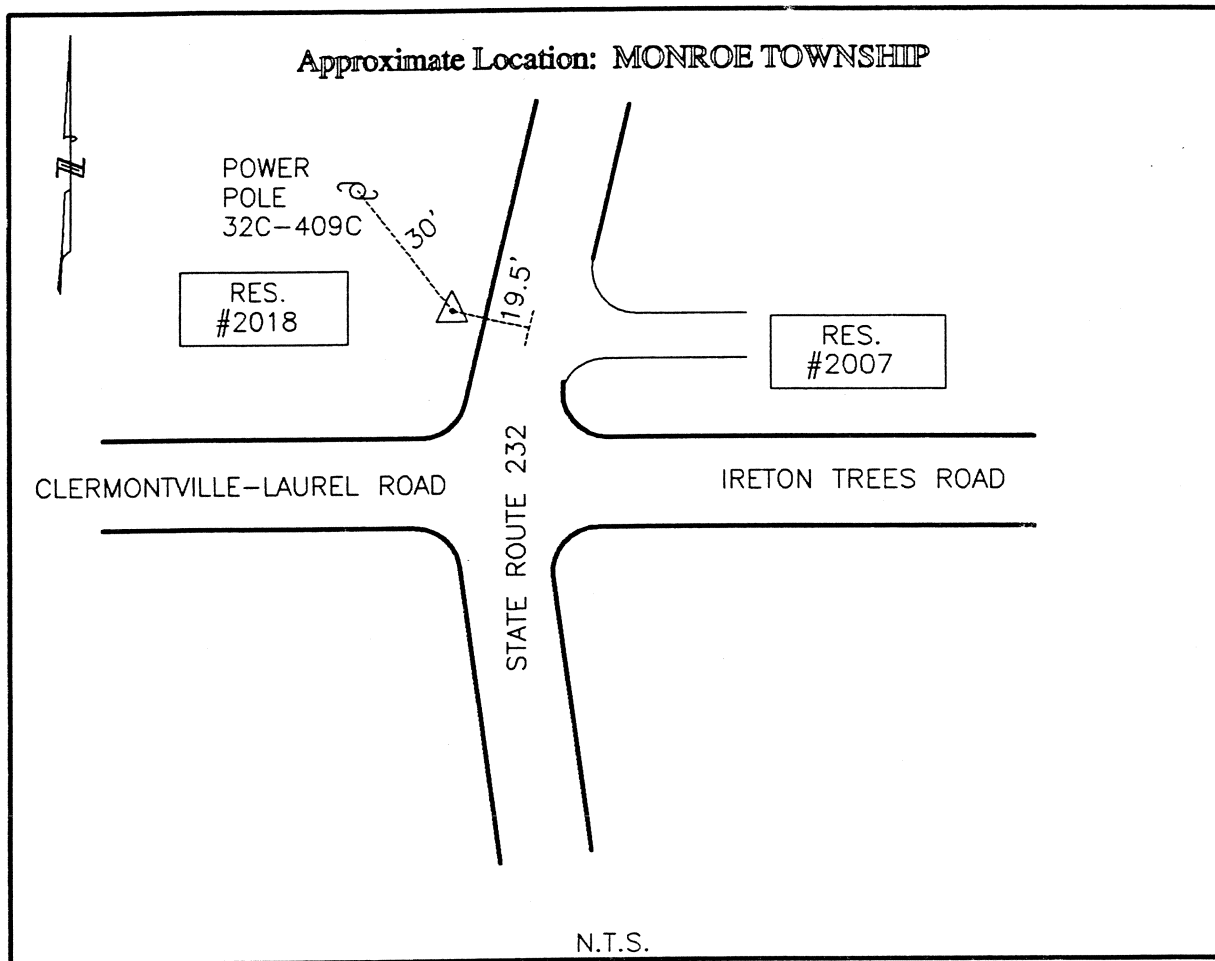 Approximate Location: MONROE TOWNSHIP
N
POWER
POLE
32C-409C
30'
19.5'
RES.
#2018
RES.
#2007
CLERMONTVILLE-LAUREL ROAD
IRETON TREES ROAD
STATE ROUTE 232
N.T.S.